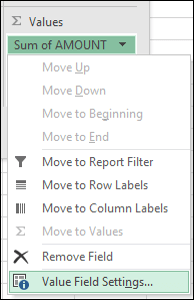 Σ Values
Sum of AMOUNT
Move Up
Move Down
Move to Beginning
Move to End
Move to Report Filter
Move to Row Labels
Move to Column Labels
Σ Move to Values
Remove Field
Value Field Settings...